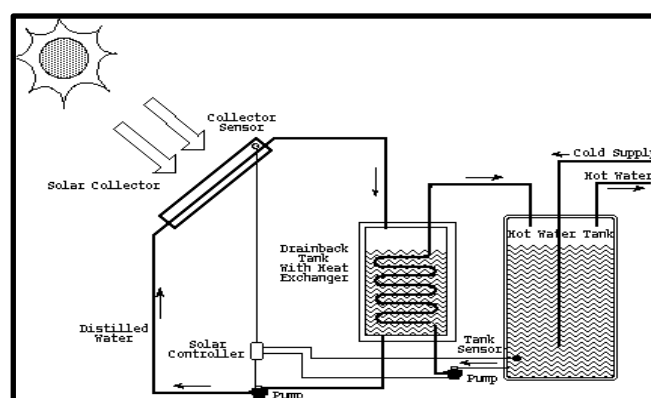 Collector
Sensor
Solar Collector
Cold Supply
Hot Water
Hot Water Tank
Drainback
Tank
With Heat
Exchanger
Distilled
Water
Solar
Controller
Tank
Sensor
Pump
Pump